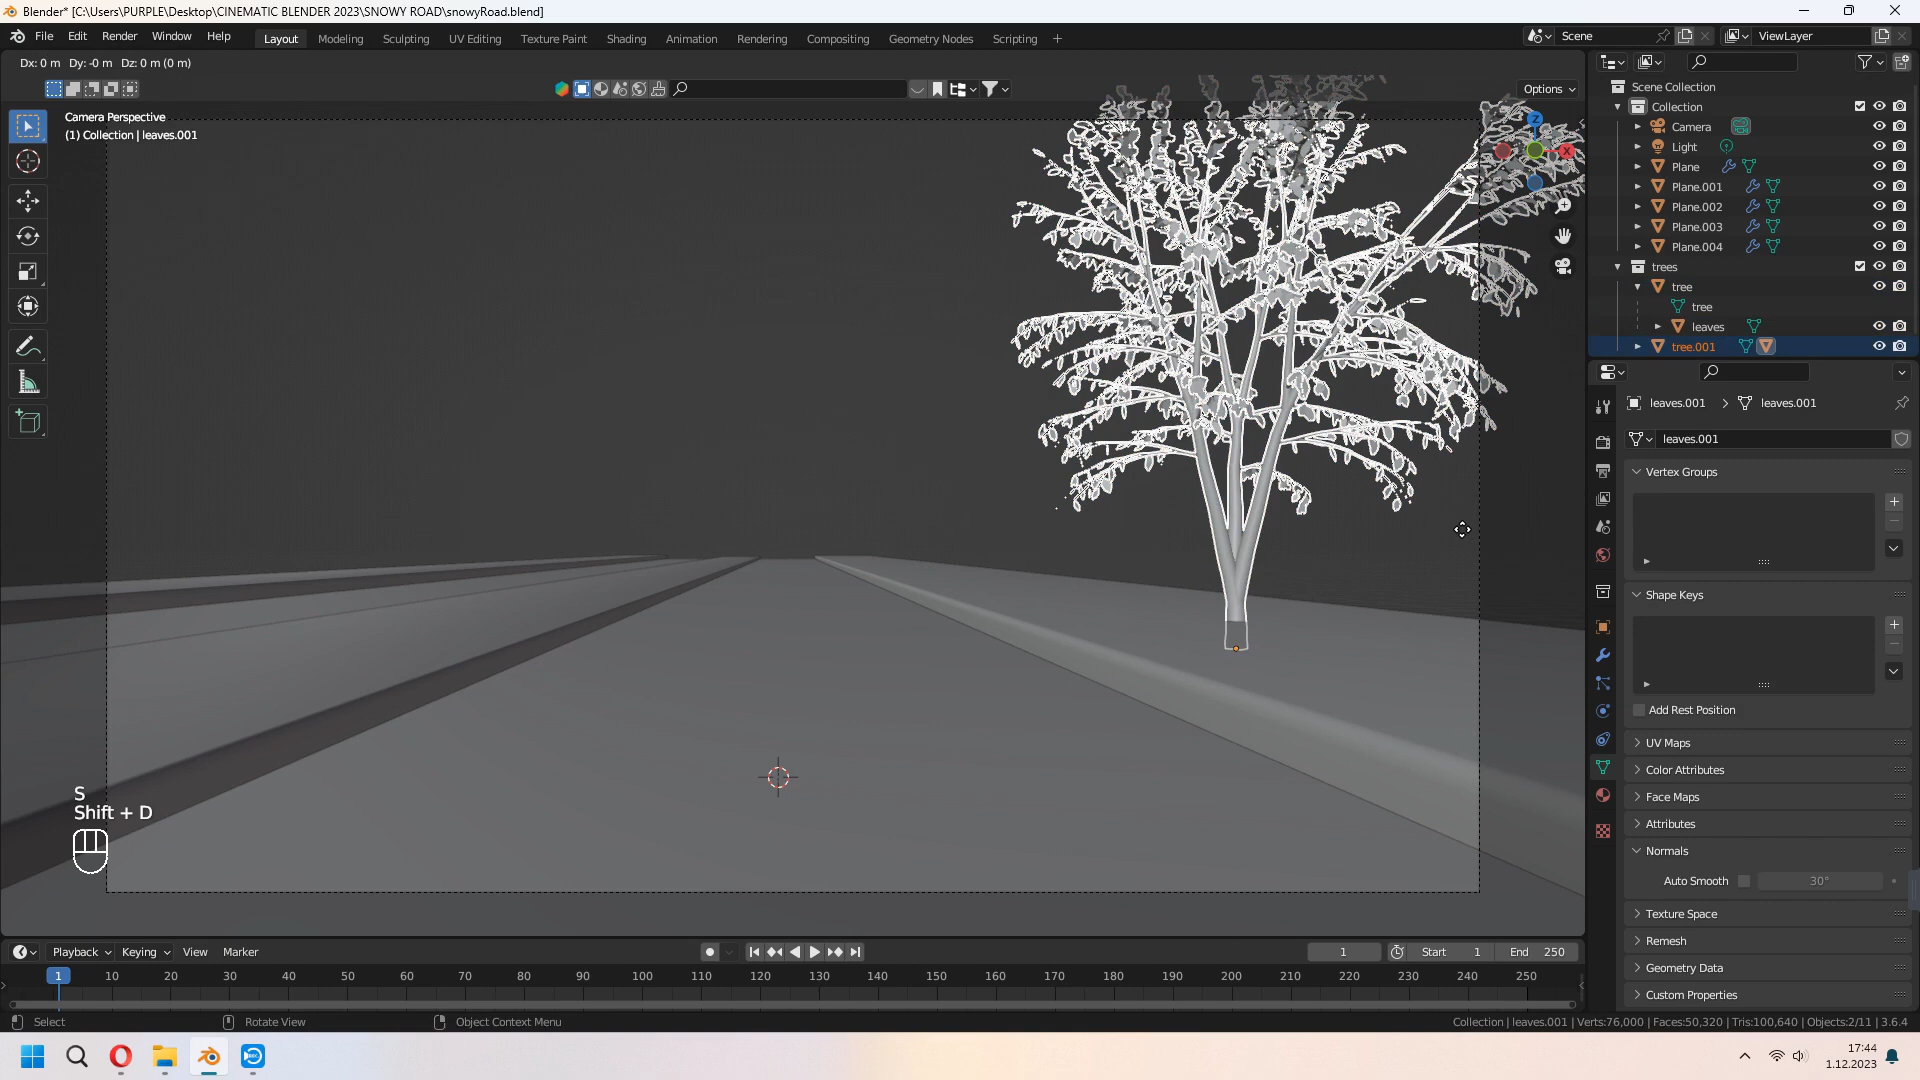 Blender* [C:\Users\PURPLE\Desktop\CINEMATIC BLENDER 2023\SNOWY ROAD\snowyRoad.blend]
File Edit Render Window Help Layout Modeling Sculpting UV Editing Texture Paint Shading Animation Rendering Compositing Geometry Nodes Scripting + Scene ViewLayer
Dx: 0 m Dy: -0 m Dz: 0 m (0 m)
Options
Camera Perspective
(1) Collection | leaves.001
Z
X
Scene Collection
Collection
Camera
Light
Plane
Plane.001
Plane.002
Plane.003
Plane.004
trees
tree
tree
leaves
tree.001
leaves.001 > leaves.001
leaves.001
Vertex Groups
Shape Keys
Add Rest Position
UV Maps
Color Attributes
Face Maps
Attributes
Normals
Auto Smooth 30°
Texture Space
Remesh
Geometry Data
Custom Properties
S
Shift + D
Playback Keying View Marker 1 Start 1 End 250
1 10 20 30 40 50 60 70 80 90 100 110 120 130 140 150 160 170 180 190 200 210 220 230 240 250
Select Rotate View Object Context Menu Collection | leaves.001 | Verts:76,000 | Faces:50,320 | Tris:100,640 | Objects:2/11 | 3.6.4
17:44
1.12.2023